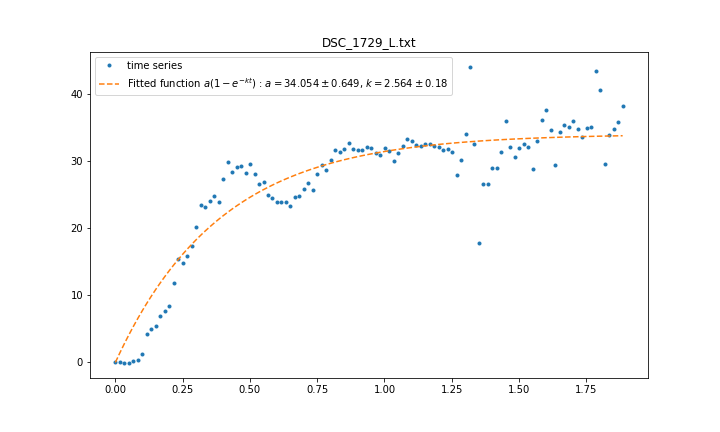 DSC_1729_L.txt
time series
Fitted function a(1 − e^{−kt}) : a = 34.054 ± 0.649, k = 2.564 ± 0.18
40
30
20
10
0
0.00 0.25 0.50 0.75 1.00 1.25 1.50 1.75